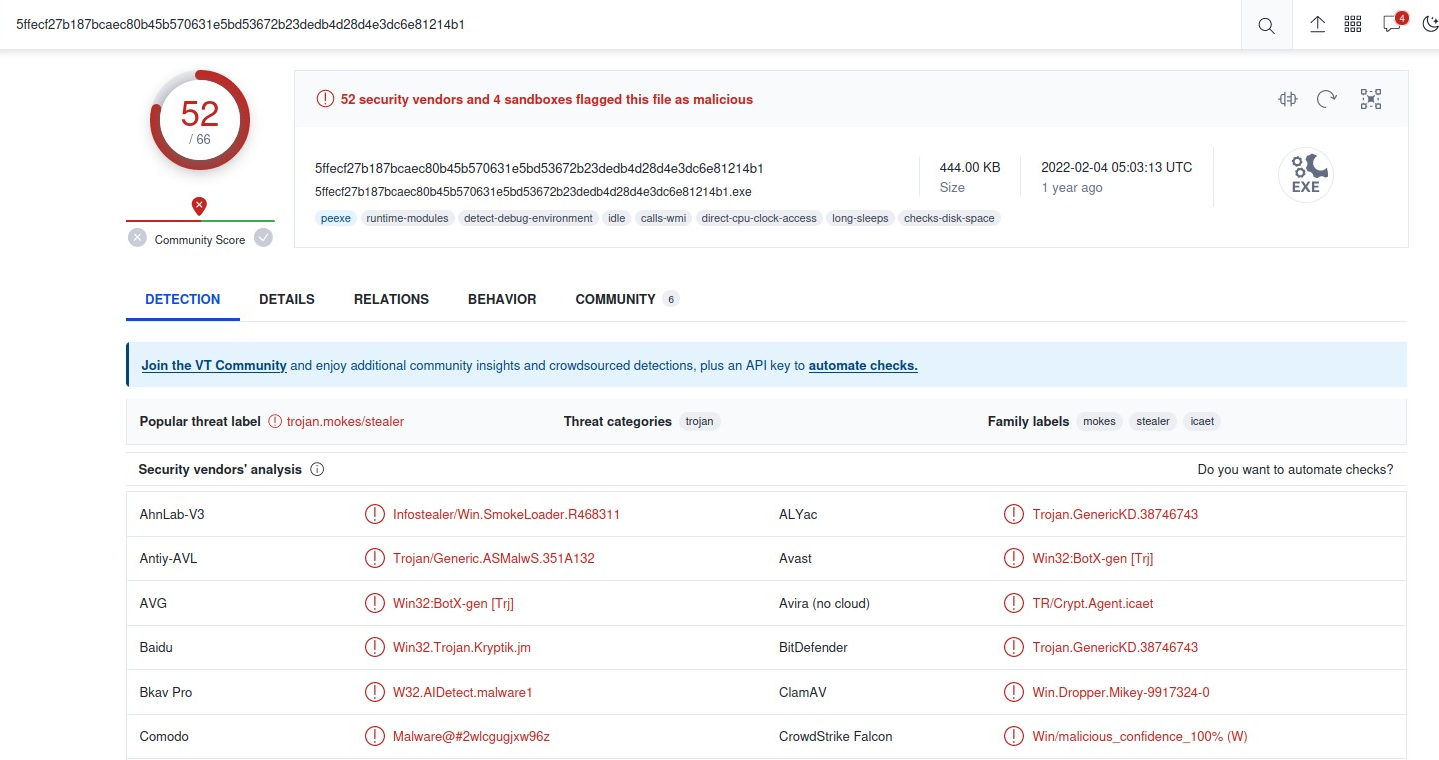 5ffecf27b187bcaec80b45b570631e5bd53672b23dedb4d28d4e3dc6e81214b1
4
52
/ 66
Community Score
52 security vendors and 4 sandboxes flagged this file as malicious
5ffecf27b187bcaec80b45b570631e5bd53672b23dedb4d28d4e3dc6e81214b1
5ffecf27b187bcaec80b45b570631e5bd53672b23dedb4d28d4e3dc6e81214b1.exe
peexe runtime-modules detect-debug-environment idle calls-wmi direct-cpu-clock-access long-sleeps checks-disk-space
444.00 KB
Size
2022-02-04 05:03:13 UTC
1 year ago
EXE
DETECTION DETAILS RELATIONS BEHAVIOR COMMUNITY 6
Join the VT Community and enjoy additional community insights and crowdsourced detections, plus an API key to automate checks.
Popular threat label trojan.mokes/stealer Threat categories trojan Family labels mokes stealer icaet
Security vendors' analysis Do you want to automate checks?
AhnLab-V3 Infostealer/Win.SmokeLoader.R468311 ALYac Trojan.GenericKD.38746743
Antiy-AVL Trojan/Generic.ASMalwS.351A132 Avast Win32:BotX-gen [Trj]
AVG Win32:BotX-gen [Trj] Avira (no cloud) TR/Crypt.Agent.icaet
Baidu Win32.Trojan.Kryptik.jm BitDefender Trojan.GenericKD.38746743
Bkav Pro W32.AIDetect.malware1 ClamAV Win.Dropper.Mikey-9917324-0
Comodo Malware@#2wlcgugjxw96z CrowdStrike Falcon Win/malicious_confidence_100% (W)